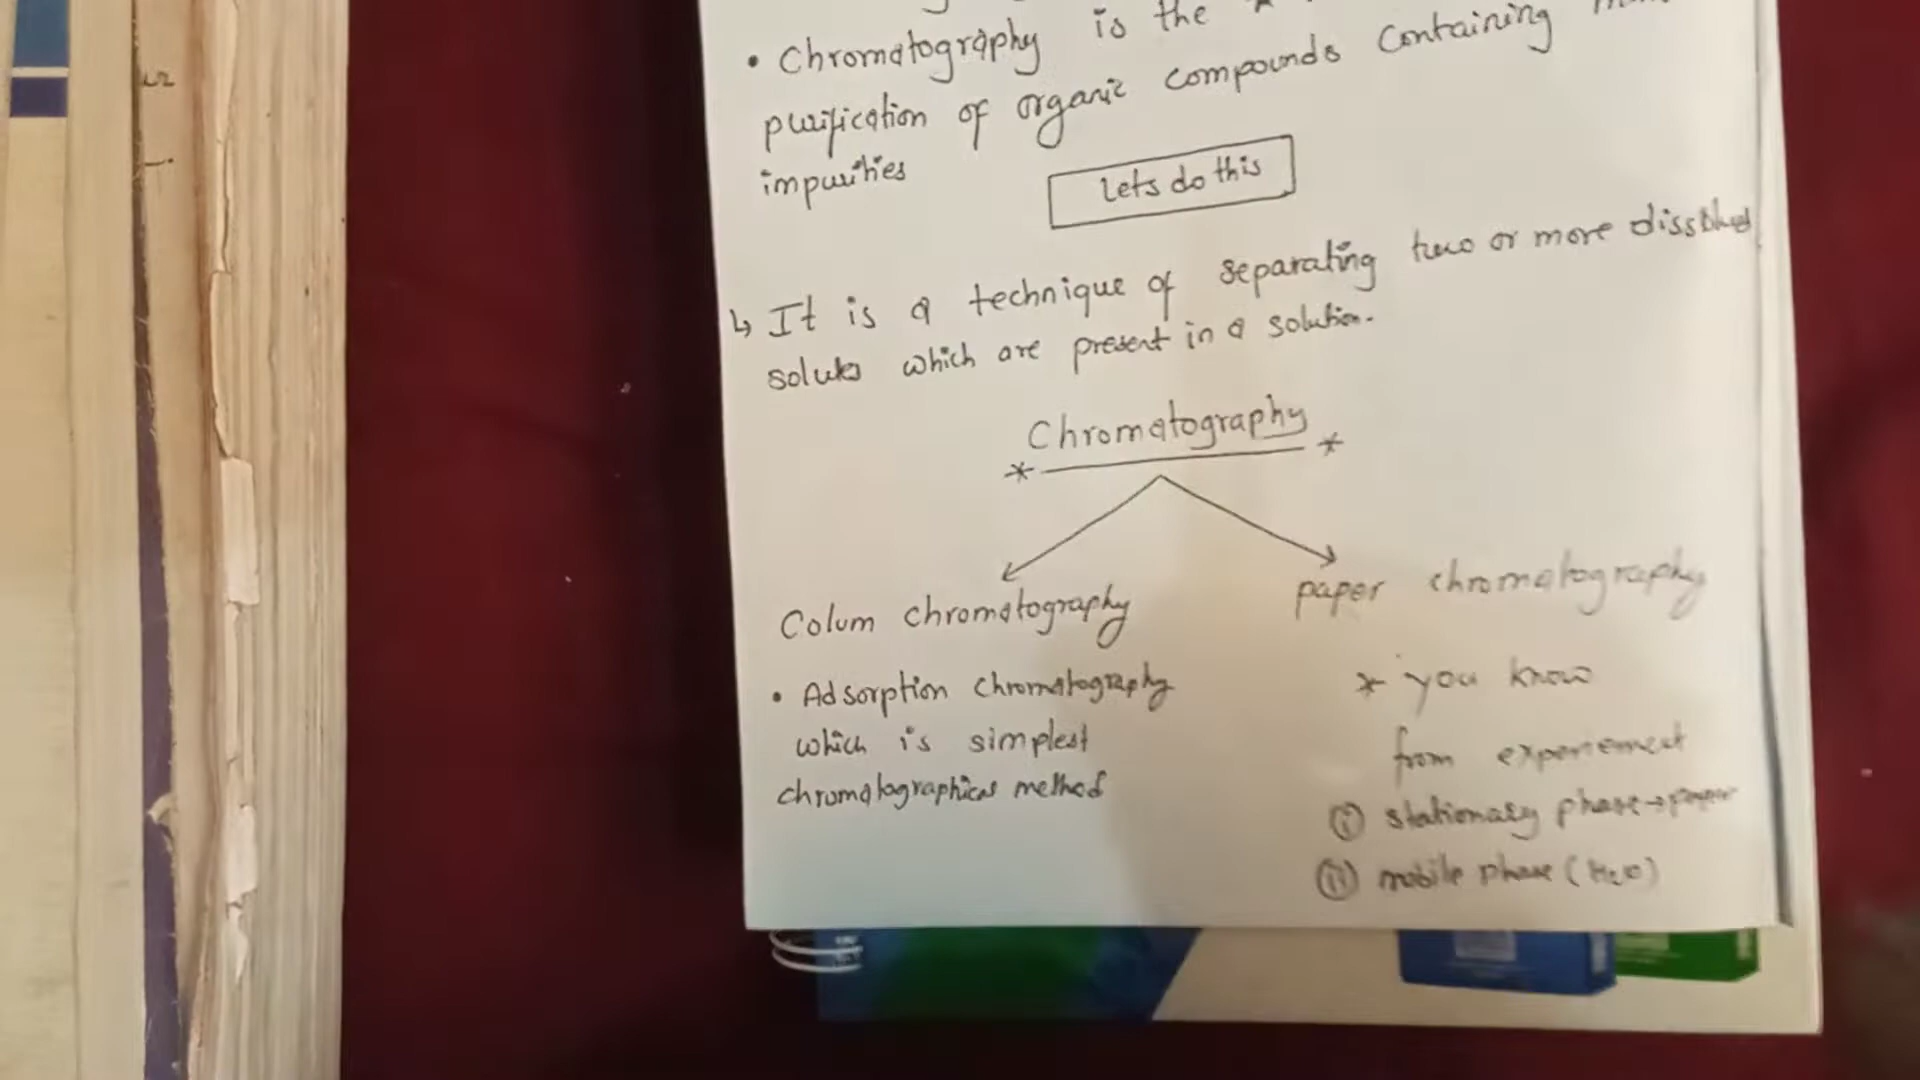 • Chromatography is the
purification of organic compounds containing
impurities
Lets do this
↳ It is a technique of separating two or more dissolved
solutes which are present in a solution.
Chromatography
* *
Colum chromatography
paper chromatography
• Adsorption chromatography
which is simplest
chromatographical method
* you know
from experiement
(i) stationary phase → paper
(ii) mobile phase (H₂O)